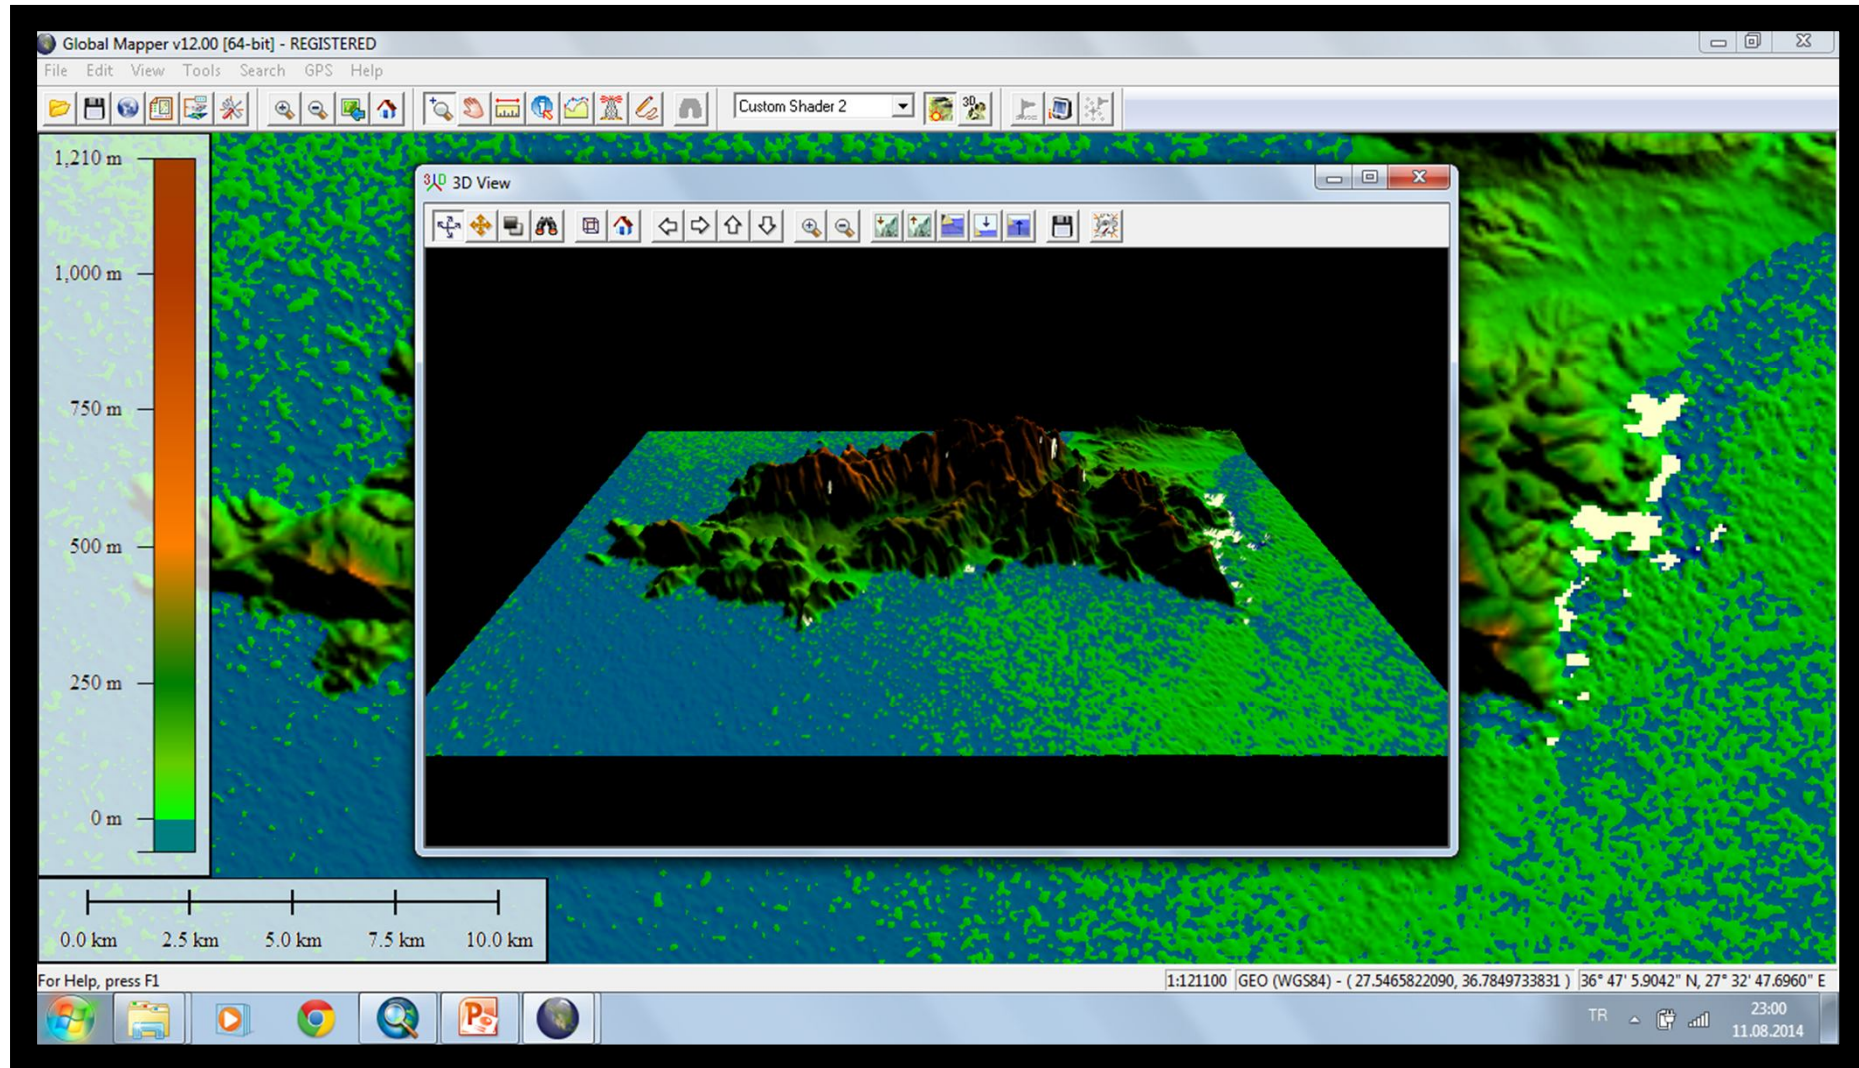 Global Mapper v12.00 [64-bit] - REGISTERED
File Edit View Tools Search GPS Help
Custom Shader 2
3D
1,210 m
1,000 m
750 m
500 m
250 m
0 m
3D View
0.0 km 2.5 km 5.0 km 7.5 km 10.0 km
For Help, press F1
1:121100 GEO (WGS84) - ( 27.5465822090, 36.7849733831 ) 36° 47' 5.9042" N, 27° 32' 47.6960" E
TR
23:00
11.08.2014